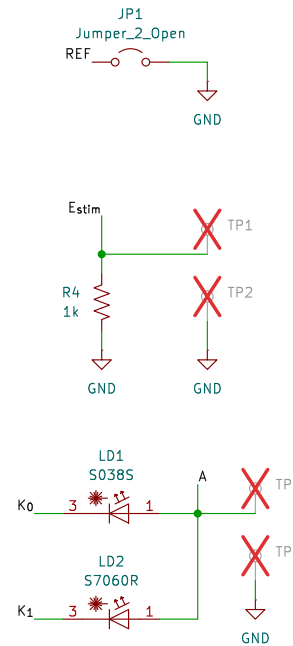 JP1
Jumper_2_Open
REF
GND
Estim
TP1
R4
1k
TP2
GND
GND
LD1
S038S
A
TP
K0
3
1
LD2
S7060R
TP
K1
3
1
GND